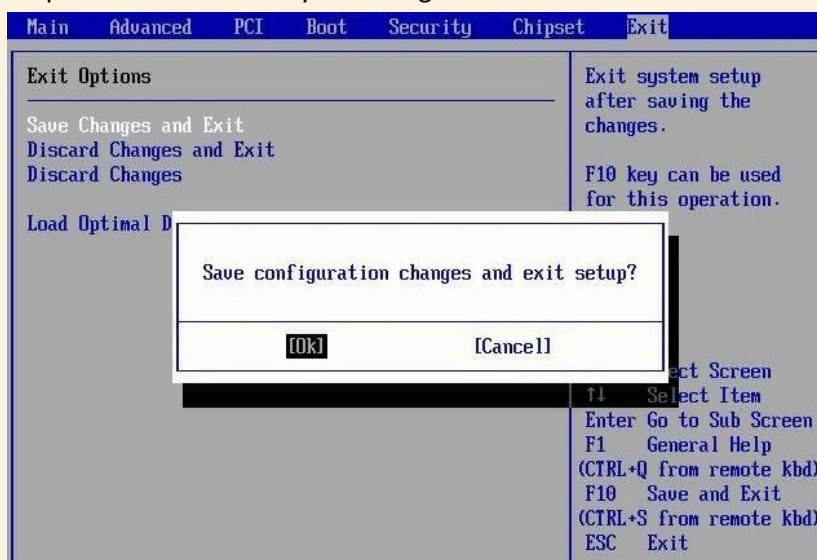 Main Advanced PCI Boot Security Chipset Exit
Exit Options
Save Changes and Exit
Discard Changes and Exit
Discard Changes
Load Optimal D
Exit system setup
after saving the
changes.
F10 key can be used
for this operation.
Save configuration changes and exit setup?
[Ok] [Cancel]
ect Screen
↑↓ Select Item
Enter Go to Sub Screen
F1 General Help
(CTRL+Q from remote kbd)
F10 Save and Exit
(CTRL+S from remote kbd)
ESC Exit